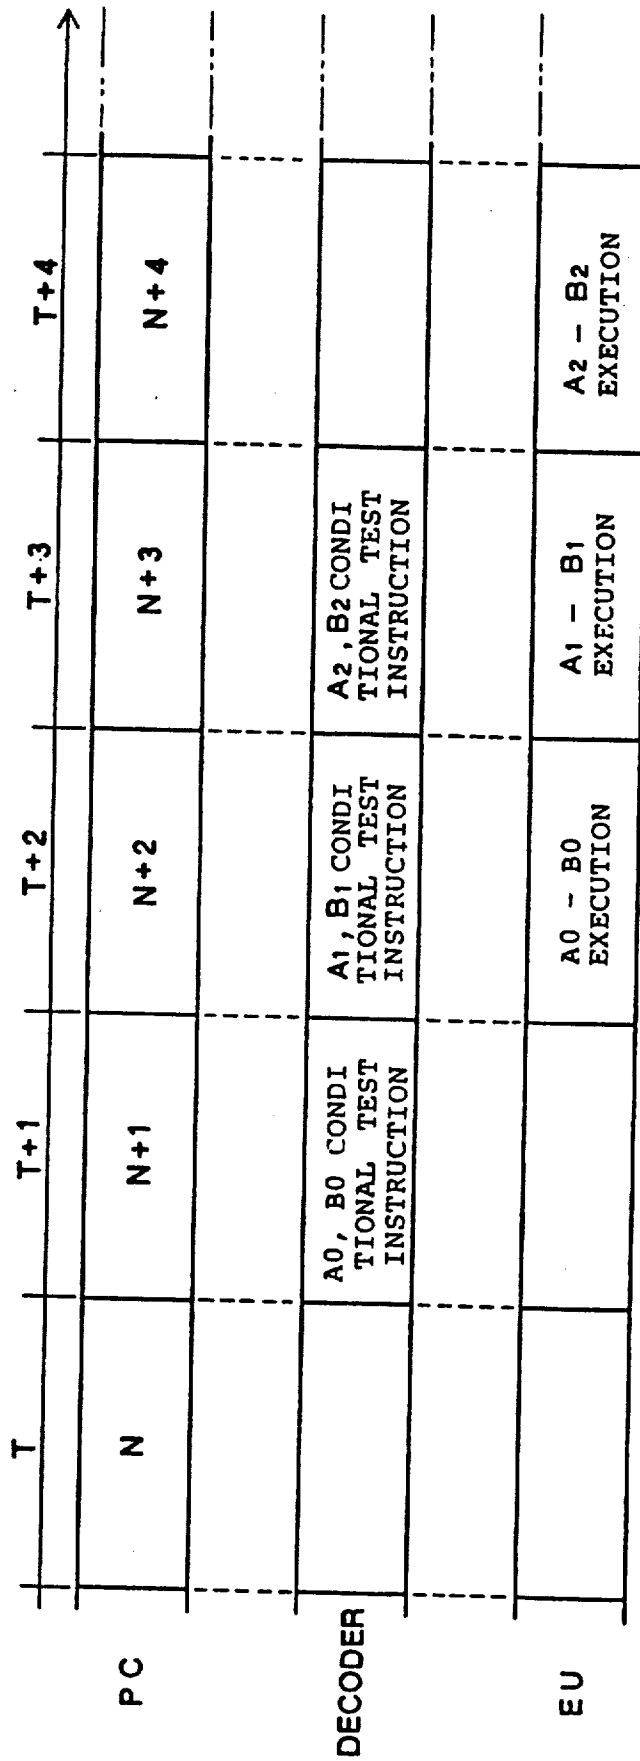 T T+1 T+2 T+3 T+4
PC N N+1 N+2 N+3 N+4
DECODER
A0, B0 CONDI
TIONAL TEST
INSTRUCTION
A1, B1 CONDI
TIONAL TEST
INSTRUCTION
A2, B2 CONDI
TIONAL TEST
INSTRUCTION
EU
A0 - B0
EXECUTION
A1 - B1
EXECUTION
A2 - B2
EXECUTION